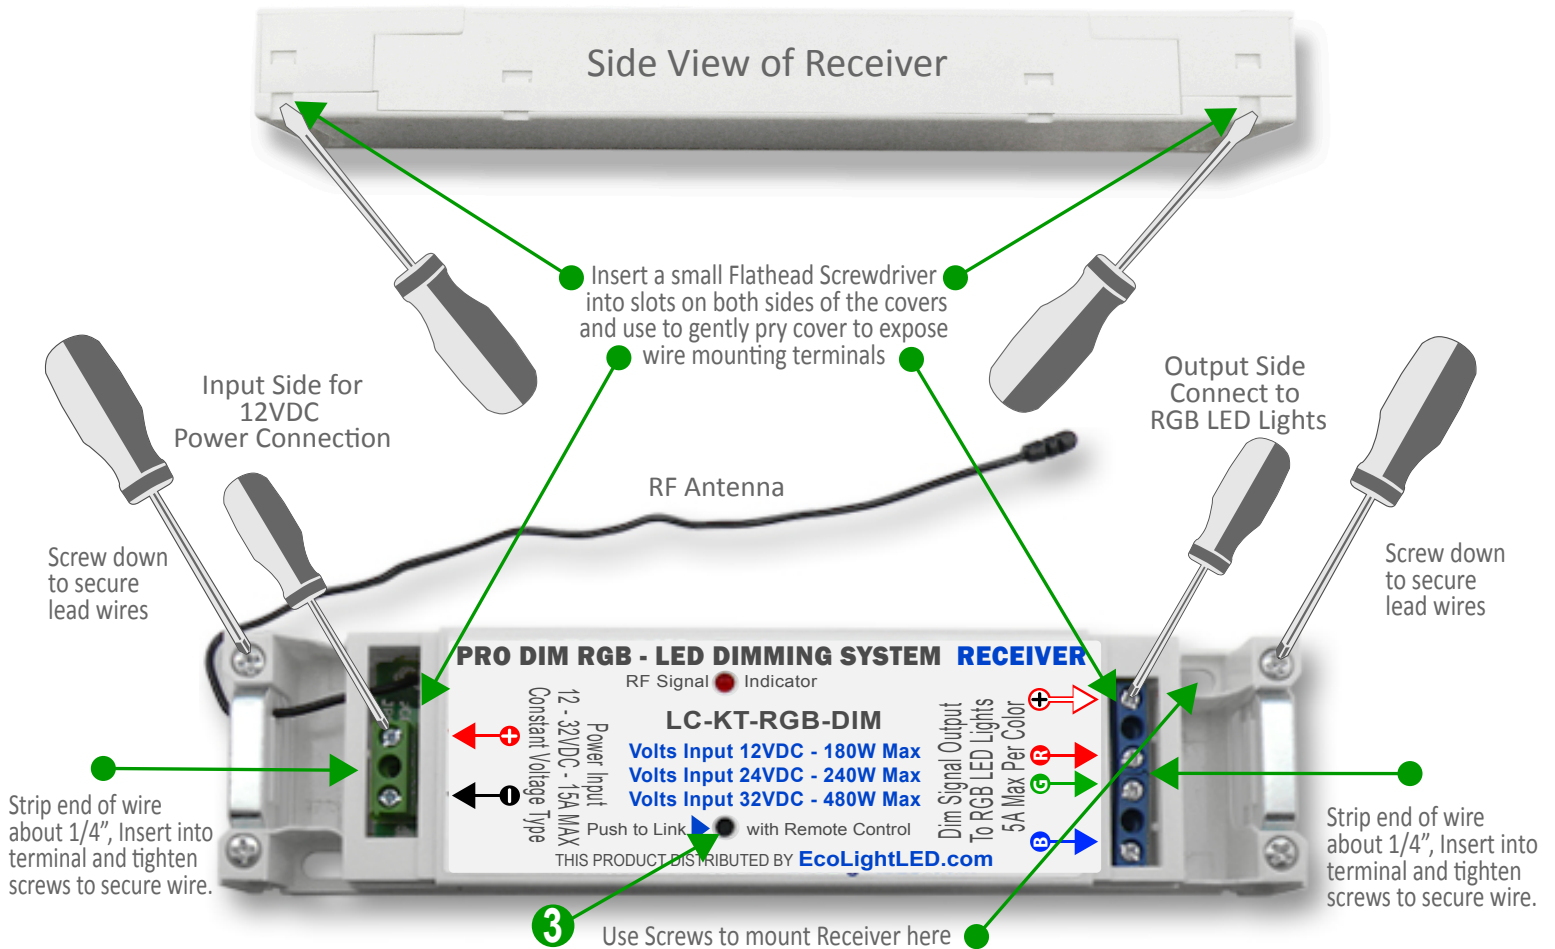 Side View of Receiver
Insert a small Flathead Screwdriver
into slots on both sides of the covers
and use to gently pry cover to expose
wire mounting terminals
Input Side for
12VDC
Power Connection
Output Side
Connect to
RGB LED Lights
RF Antenna
Screw down
to secure
lead wires
Screw down
to secure
lead wires
PRO DIM RGB - LED DIMMING SYSTEM RECEIVER
RF Signal Indicator
LC-KT-RGB-DIM
Volts Input 12VDC - 180W Max
Volts Input 24VDC - 240W Max
Volts Input 32VDC - 480W Max
Push to Link with Remote Control
THIS PRODUCT DISTRIBUTED BY EcoLightLED.com
Power Input
12 - 32VDC - 15A MAX
Constant Voltage Type
Dim Signal Output
To RGB LED Lights
5A Max Per Color
+
-
+
R
G
B
Strip end of wire
about 1/4”, Insert into
terminal and tighten
screws to secure wire.
Strip end of wire
about 1/4”, Insert into
terminal and tighten
screws to secure wire.
3
Use Screws to mount Receiver here